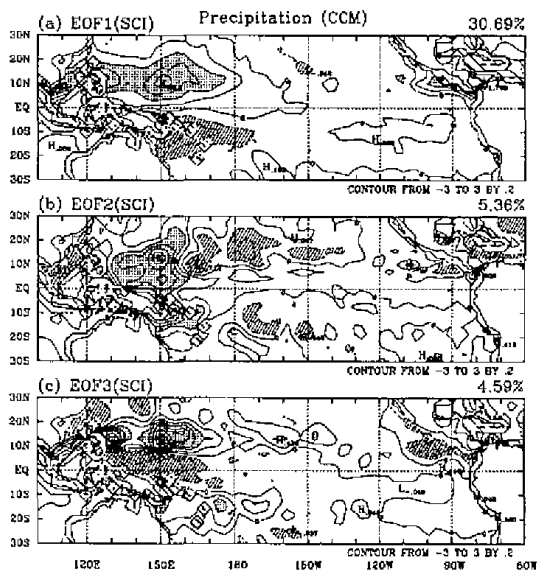 Precipitation (CCM)
(a) EOF1(SCI) 30.69%
30N
20N
10N
EQ
10S
20S
30S
CONTOUR FROM -3 TO 3 BY .2
(b) EOF2(SCI) 5.36%
30N
20N
10N
EQ
10S
20S
30S
CONTOUR FROM -3 TO 3 BY .2
(c) EOF3(SCI) 4.59%
30N
20N
10N
EQ
10S
20S
30S
CONTOUR FROM -3 TO 3 BY .2
120E 150E 180 150W 120W 90W 60W